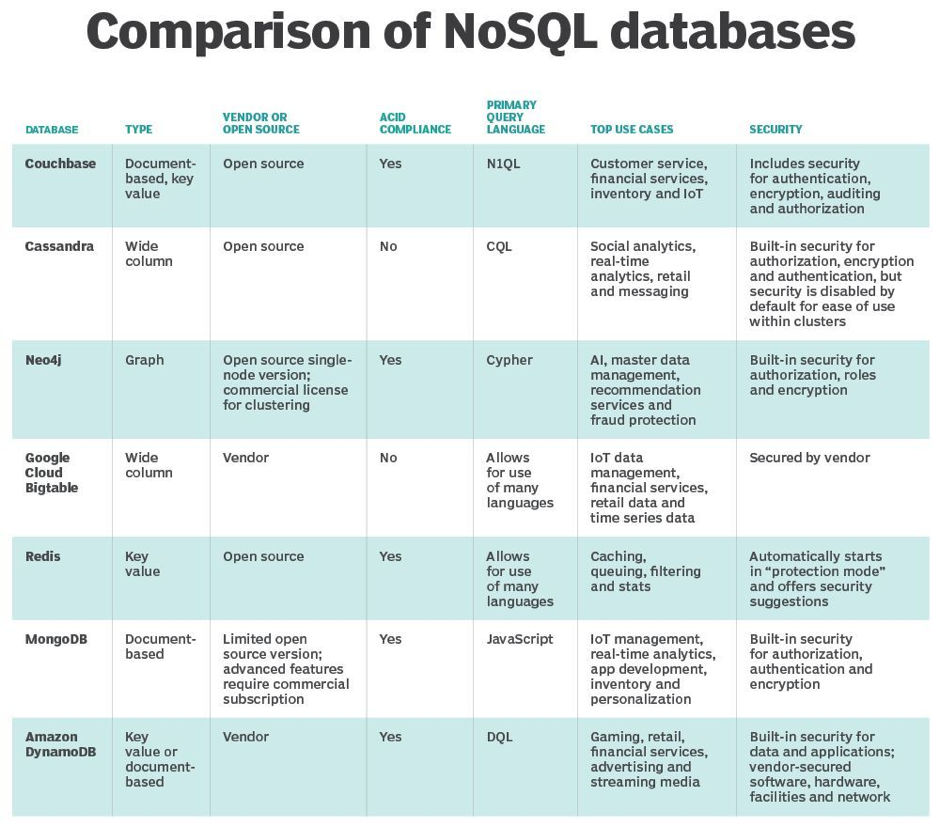 Comparison of NoSQL databases
DATABASE
TYPE
VENDOR OR
OPEN SOURCE
ACID
COMPLIANCE
PRIMARY
QUERY
LANGUAGE
TOP USE CASES
SECURITY
Couchbase
Document-
based, key
value
Open source
Yes
N1QL
Customer service,
financial services,
inventory and IoT
Includes security
for authentication,
encryption, auditing
and authorization
Cassandra
Wide
column
Open source
No
CQL
Social analytics,
real-time
analytics, retail
and messaging
Built-in security for
authorization, encryption
and authentication, but
security is disabled by
default for ease of use
within clusters
Neo4j
Graph
Open source single-
node version;
commercial license
for clustering
Yes
Cypher
AI, master data
management,
recommendation
services and
fraud protection
Built-in security for
authorization, roles
and encryption
Google
Cloud
Bigtable
Wide
column
Vendor
No
Allows
for use
of many
languages
IoT data
management,
financial services,
retail data and
time series data
Secured by vendor
Redis
Key
value
Open source
Yes
Allows
for use
of many
languages
Caching,
queuing, filtering
and stats
Automatically starts
in “protection mode”
and offers security
suggestions
MongoDB
Document-
based
Limited open
source version;
advanced features
require commercial
subscription
Yes
JavaScript
IoT management,
real-time analytics,
app development,
inventory and
personalization
Built-in security
for authorization,
authentication and
encryption
Amazon
DynamoDB
Key
value or
document-
based
Vendor
Yes
DQL
Gaming, retail,
financial services,
advertising and
streaming media
Built-in security for
data and applications;
vendor-secured
software, hardware,
facilities and network